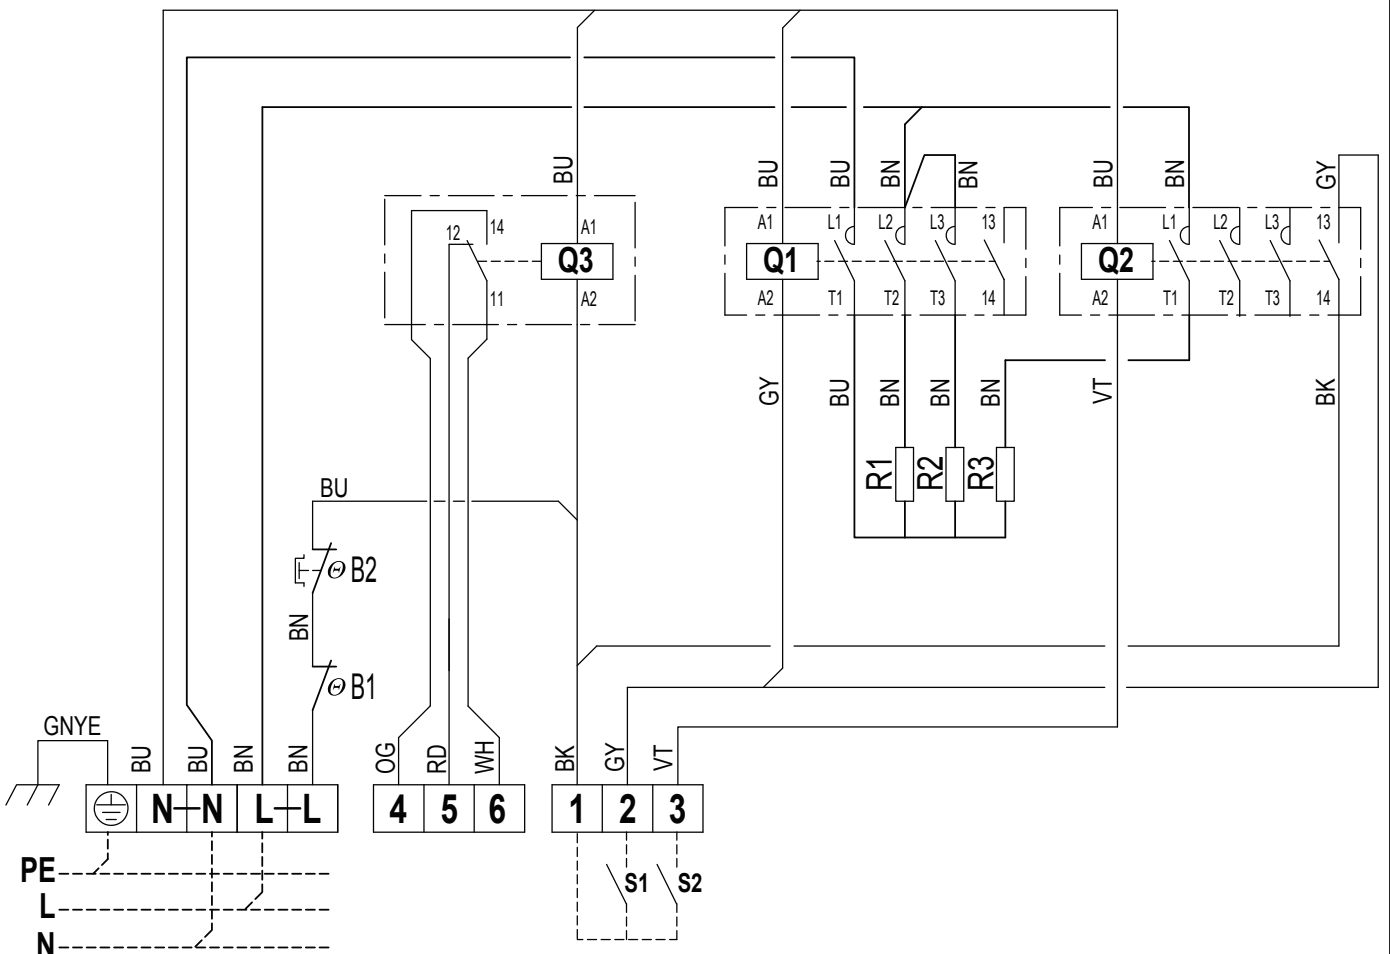 BU BU BU BN BN BU BN GY
12 14 A1 A1 L1 L2 L3 13 A1 L1 L2 L3 13
Q3 Q1 Q2
11 A2 A2 T1 T2 T3 14 A2 T1 T2 T3 14
GY BU BN BN BN VT BK
R1 R2 R3
BU
Θ B2
BN
Θ B1
GNYE
BU BU BN BN OG RD WH BK GY VT
N N L L 4 5 6 1 2 3
PE
S1 S2
L
N